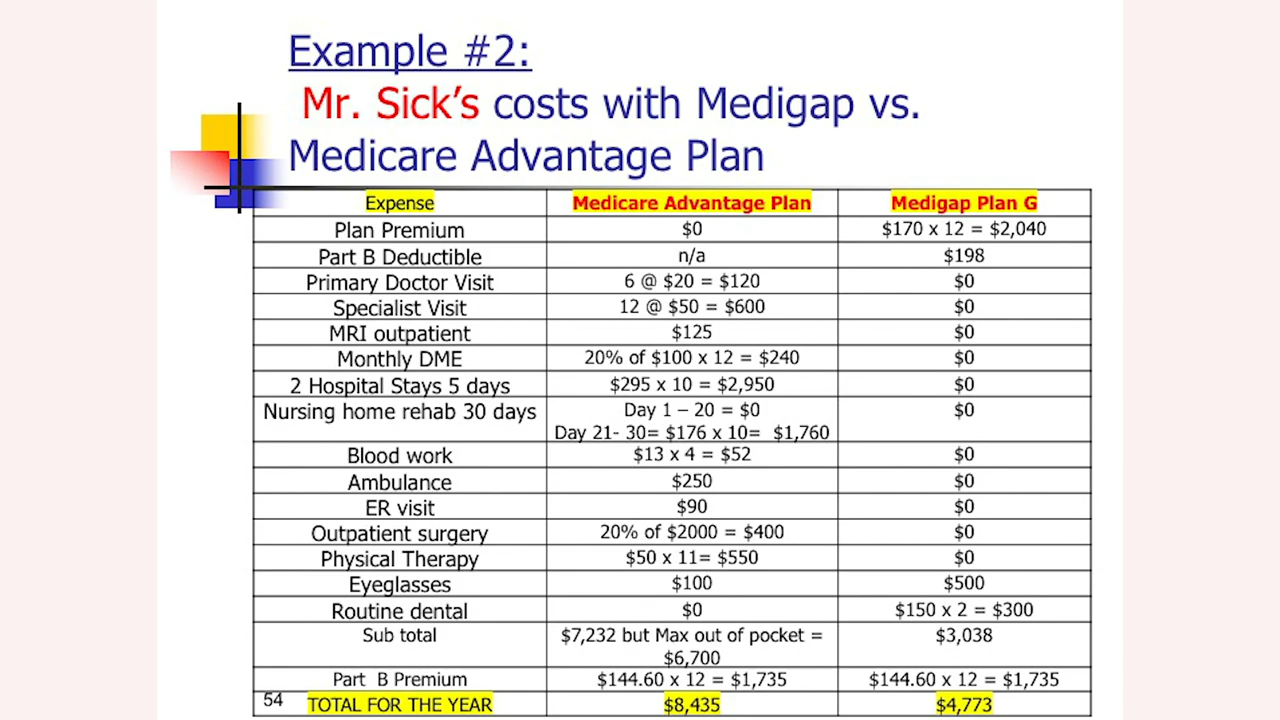 Example #2:
Mr. Sick's costs with Medigap vs.
Medicare Advantage Plan
Expense Medicare Advantage Plan Medigap Plan G
Plan Premium $0 $170 x 12 = $2,040
Part B Deductible n/a $198
Primary Doctor Visit 6 @ $20 = $120 $0
Specialist Visit 12 @ $50 = $600 $0
MRI outpatient $125 $0
Monthly DME 20% of $100 x 12 = $240 $0
2 Hospital Stays 5 days $295 x 10 = $2,950 $0
Nursing home rehab 30 days Day 1 – 20 = $0 $0
Day 21- 30= $176 x 10= $1,760
Blood work $13 x 4 = $52 $0
Ambulance $250 $0
ER visit $90 $0
Outpatient surgery 20% of $2000 = $400 $0
Physical Therapy $50 x 11= $550 $0
Eyeglasses $100 $500
Routine dental $0 $150 x 2 = $300
Sub total $7,232 but Max out of pocket = $3,038
$6,700
Part B Premium $144.60 x 12 = $1,735 $144.60 x 12 = $1,735
54 TOTAL FOR THE YEAR $8,435 $4,773